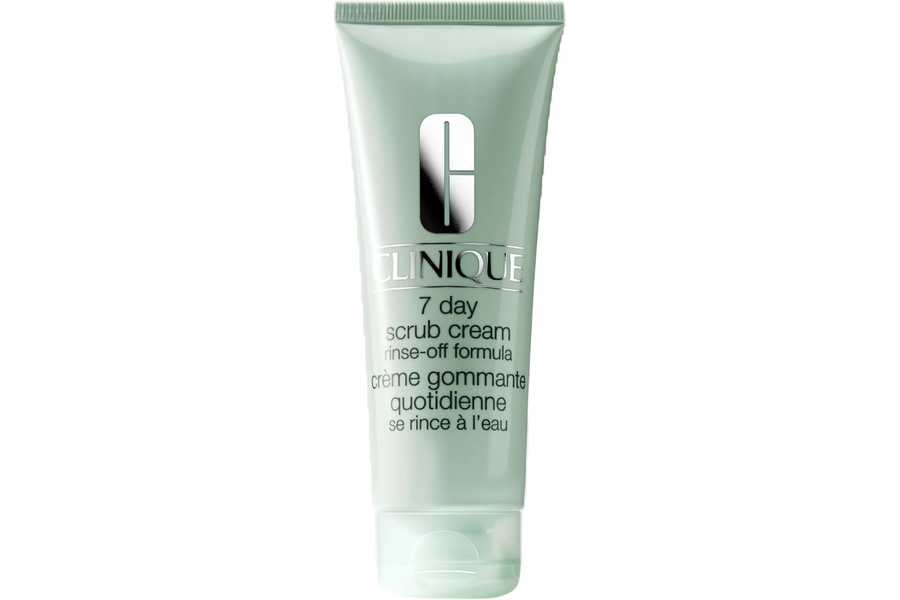 CLINIQUE
7 day
scrub cream
rinse-off formula
crème gommante
quotidienne
se rince à l'eau